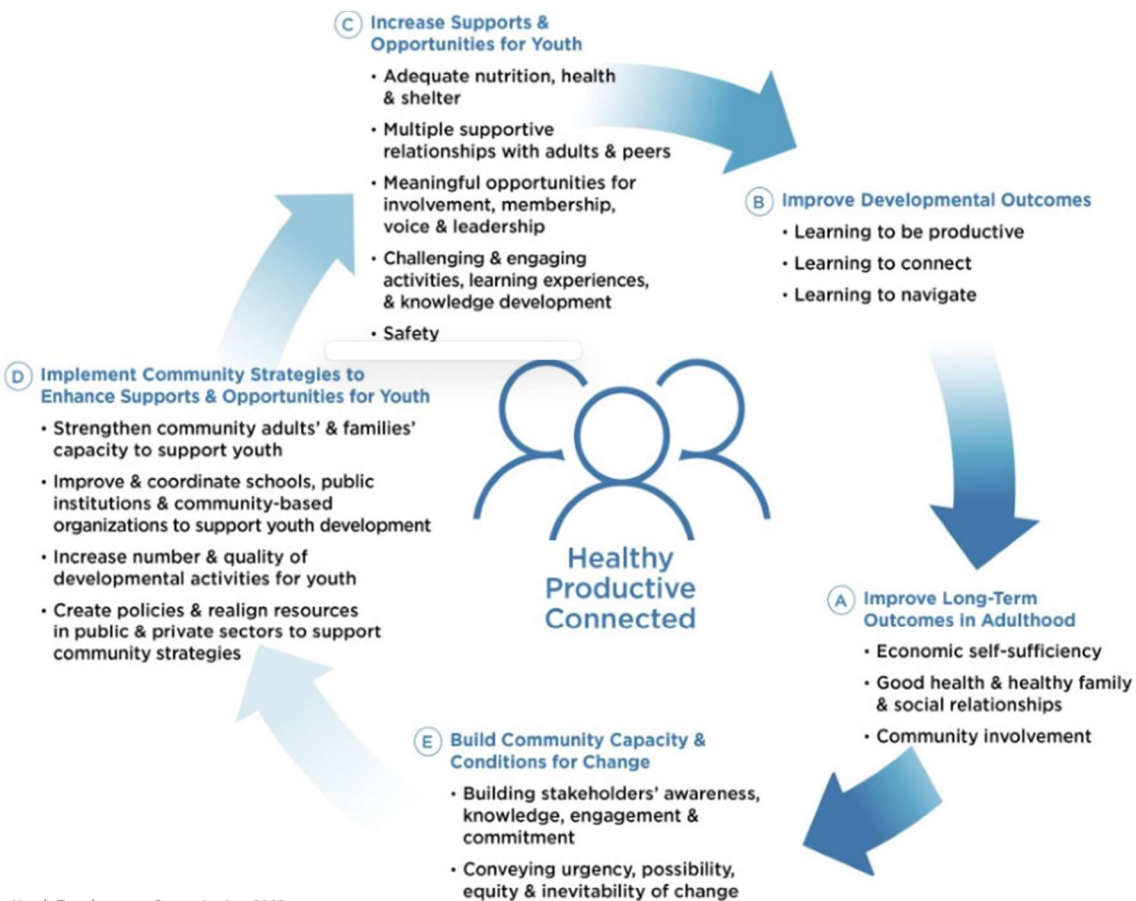 C Increase Supports &
Opportunities for Youth
· Adequate nutrition, health
& shelter
· Multiple supportive
relationships with adults & peers
· Meaningful opportunities for
involvement, membership,
voice & leadership
· Challenging & engaging
activities, learning experiences,
& knowledge development
· Safety
B Improve Developmental Outcomes
· Learning to be productive
· Learning to connect
· Learning to navigate
A Improve Long-Term
Outcomes in Adulthood
· Economic self-sufficiency
· Good health & healthy family
& social relationships
· Community involvement
E Build Community Capacity &
Conditions for Change
· Building stakeholders' awareness,
knowledge, engagement &
commitment
· Conveying urgency, possibility,
equity & inevitability of change
D Implement Community Strategies to
Enhance Supports & Opportunities for Youth
· Strengthen community adults' & families'
capacity to support youth
· Improve & coordinate schools, public
institutions & community-based
organizations to support youth development
· Increase number & quality of
developmental activities for youth
· Create policies & realign resources
in public & private sectors to support
community strategies
Healthy
Productive
Connected